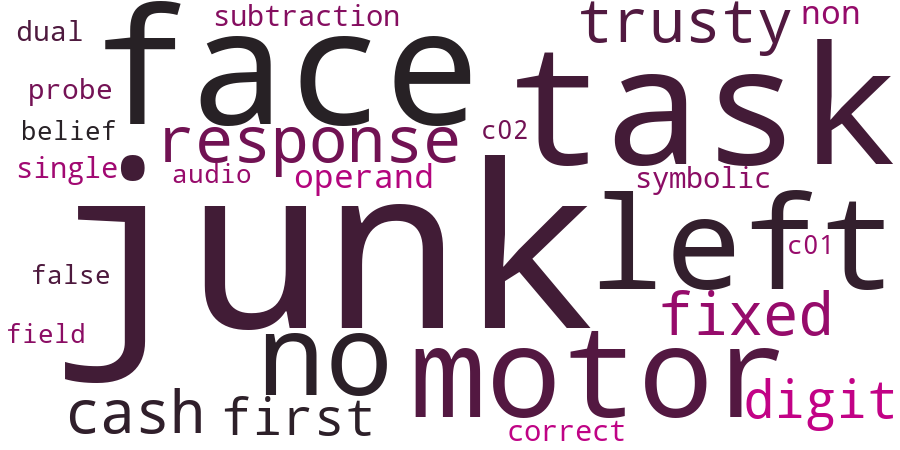 dual
subtraction
face
trusty
non
probe
belief
response
c02
task
single
audio
operand
symbolic
junk
left
c01
false
field
fixed
no
motor
cash
first
digit
correct